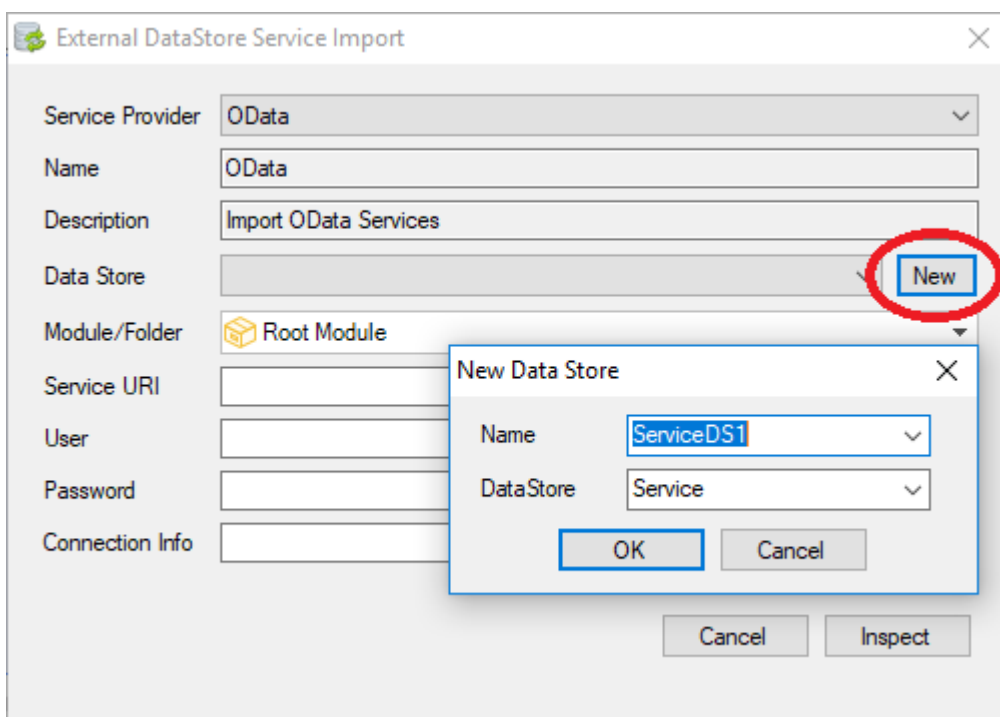 External DataStore Service Import
Service Provider OData
Name OData
Description Import OData Services
Data Store New
Module/Folder Root Module
Service URI
User
Password
Connection Info
New Data Store
Name ServiceDS1
DataStore Service
OK Cancel
Cancel Inspect